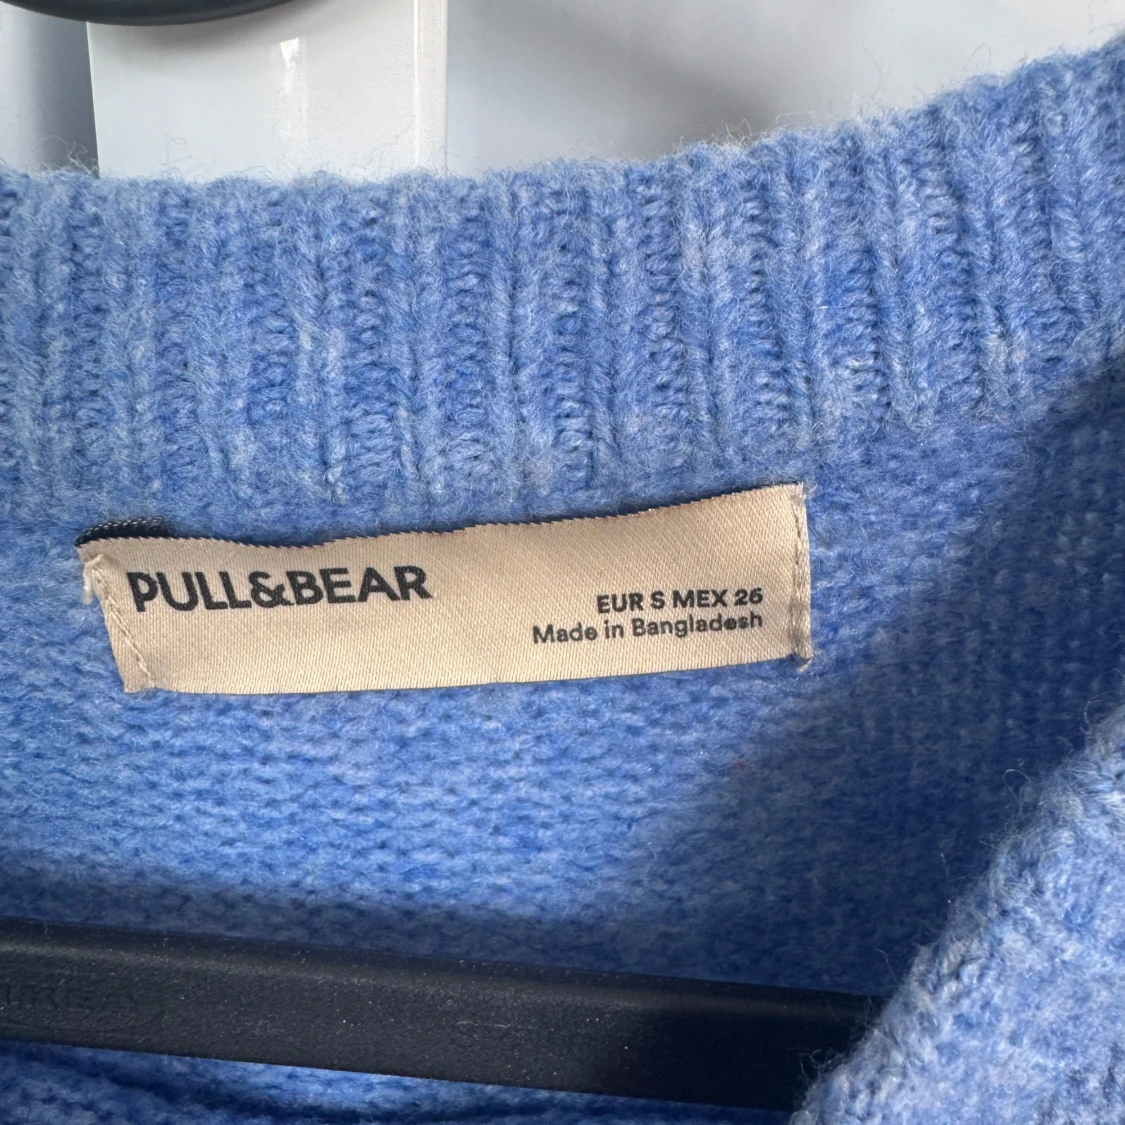 PULL&BEAR
EUR S MEX 26
Made in Bangladesh